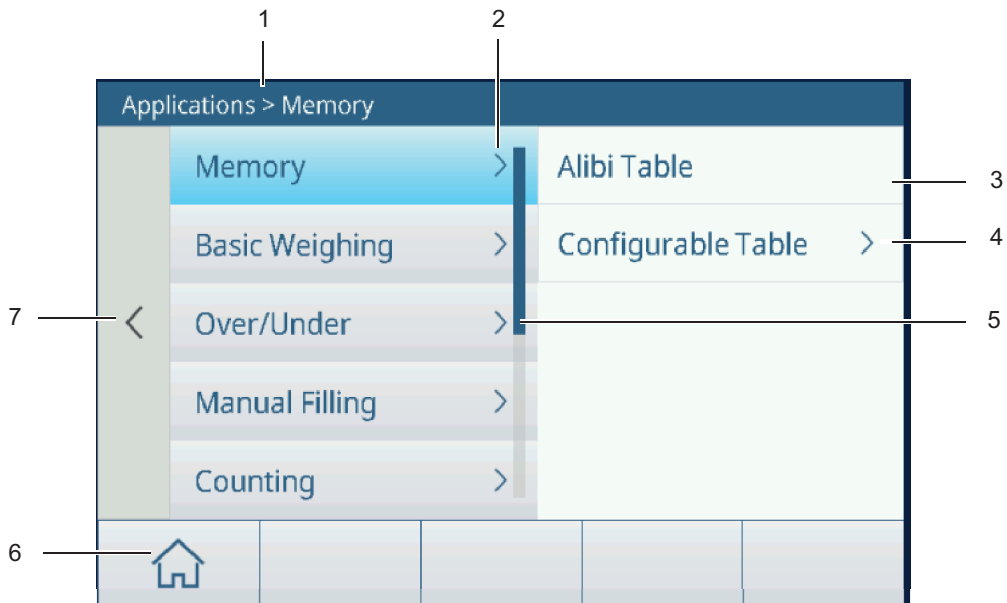 1
2
Applications > Memory
Memory >
Alibi Table
3
Basic Weighing >
Configurable Table >
4
7
<
Over/Under >
5
Manual Filling >
Counting >
6